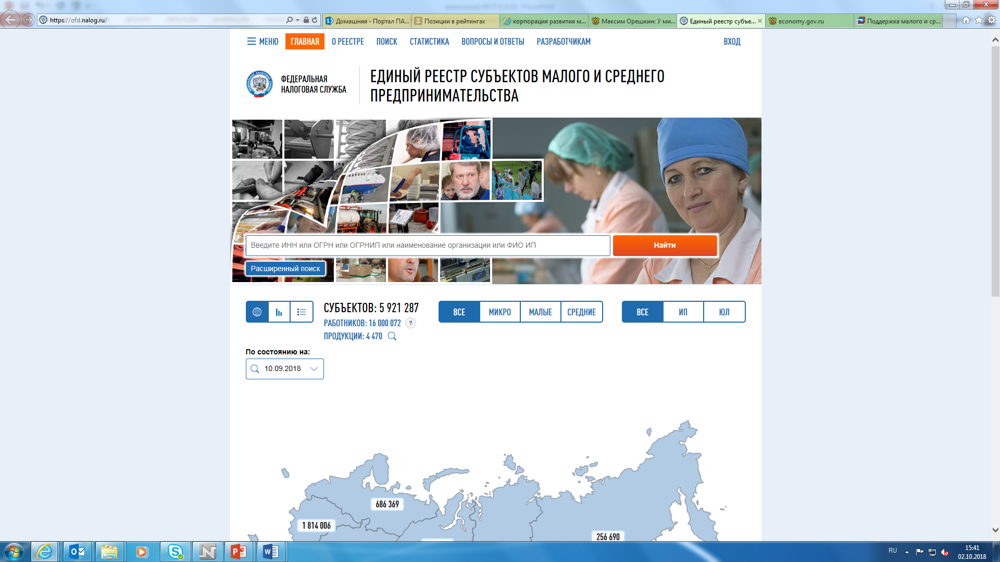 https://ofd.nalog.ru/
Домашняя - Портал ПА...
Позиции в рейтингах
корпорация развития м...
Максим Орешкин: У ми...
Единый реестр субъе...
economy.gov.ru
Поддержка малого и ср...
МЕНЮ
ГЛАВНАЯ
О РЕЕСТРЕ
ПОИСК
СТАТИСТИКА
ВОПРОСЫ И ОТВЕТЫ
РАЗРАБОТЧИКАМ
ВХОД
ФЕДЕРАЛЬНАЯ
НАЛОГОВАЯ СЛУЖБА
ЕДИНЫЙ РЕЕСТР СУБЪЕКТОВ МАЛОГО И СРЕДНЕГО
ПРЕДПРИНИМАТЕЛЬСТВА
Введите ИНН или ОГРН или ОГРНИП или наименование организации или ФИО ИП
Найти
Расширенный поиск
СУБЪЕКТОВ: 5 921 287
РАБОТНИКОВ: 16 000 072 ?
ПРОДУКЦИИ: 4 470
ВСЕ
МИКРО
МАЛЫЕ
СРЕДНИЕ
ВСЕ
ИП
ЮЛ
По состоянию на:
10.09.2018
686 369
1 814 006
256 690
RU
15:41
02.10.2018